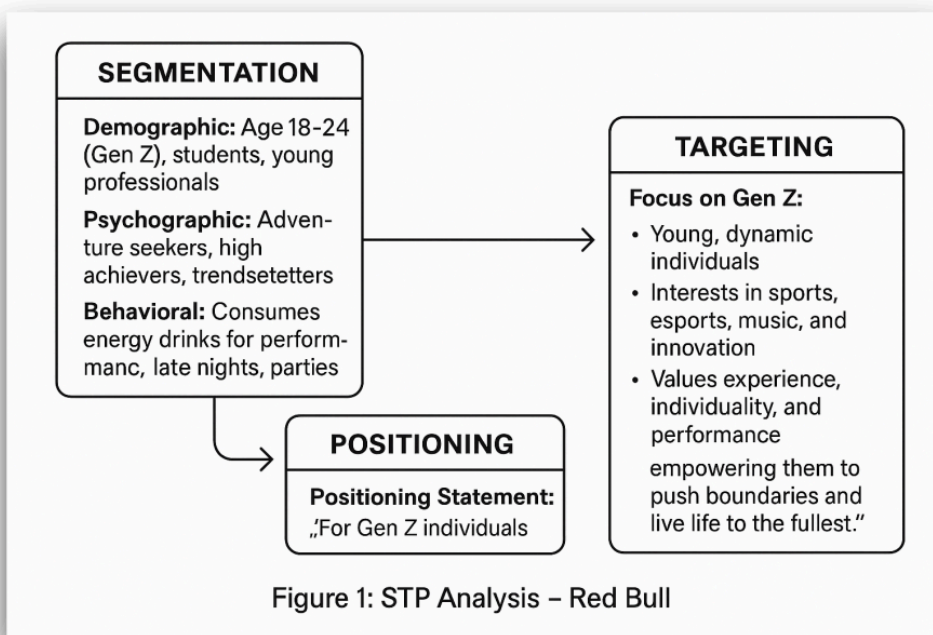 SEGMENTATION
Demographic: Age 18-24
(Gen Z), students, young
professionals
Psychographic: Adven-
ture seekers, high
achievers, trendsetetters
Behavioral: Consumes
energy drinks for perform-
manc, late nights, parties
TARGETING
Focus on Gen Z:
• Young, dynamic
individuals
• Interests in sports,
esports, music, and
innovation
• Values experience,
individuality, and
performance
empowering them to
push boundaries and
live life to the fullest.”
POSITIONING
Positioning Statement:
„‘For Gen Z individuals
Figure 1: STP Analysis – Red Bull